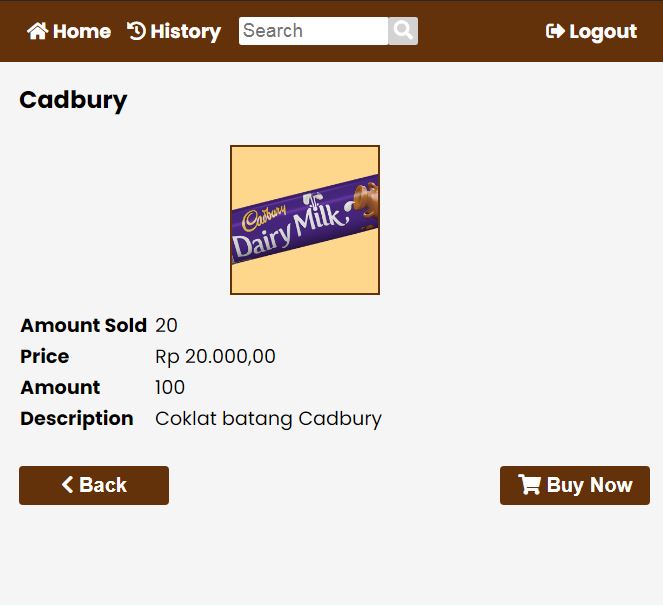 Home History Search Logout
Cadbury
Cadbury
Dairy Milk
Amount Sold 20
Price Rp 20.000,00
Amount 100
Description Coklat batang Cadbury
Back Buy Now